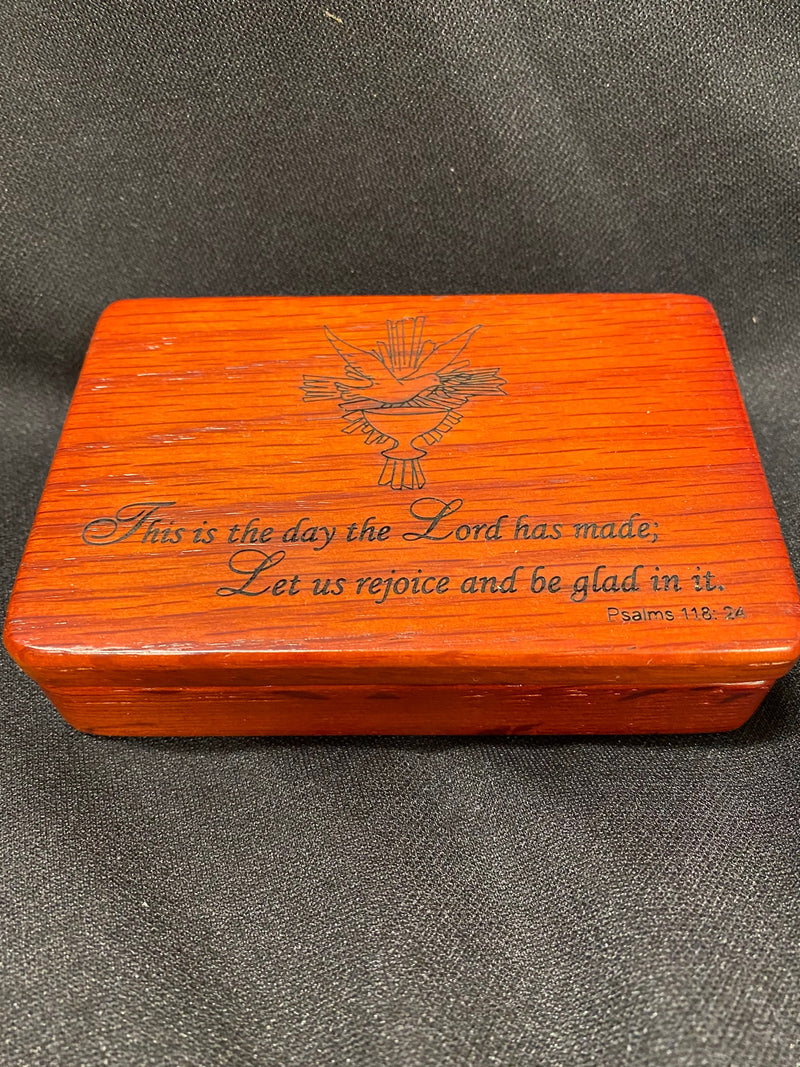 This is the day the Lord has made;
Let us rejoice and be glad in it.
Psalms 118: 24